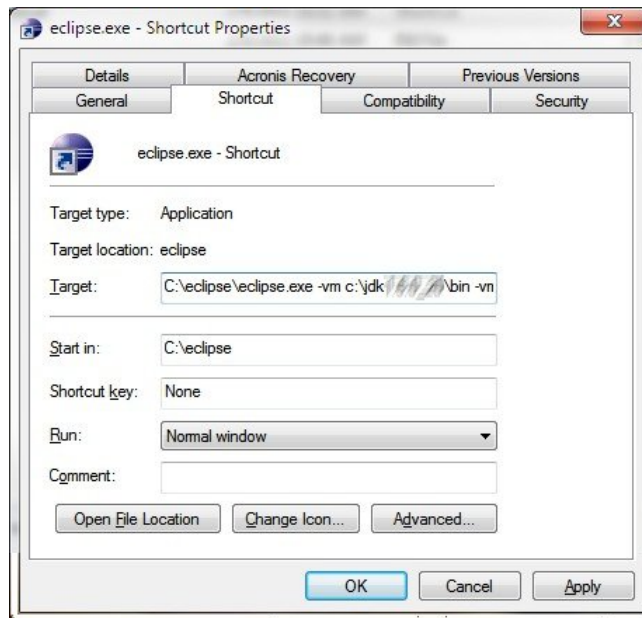 eclipse.exe - Shortcut Properties
Details Acronis Recovery Previous Versions
General Shortcut Compatibility Security
eclipse.exe - Shortcut
Target type: Application
Target location: eclipse
Target: C:\eclipse\eclipse.exe -vm c:\jdk \bin -vm
Start in: C:\eclipse
Shortcut key: None
Run: Normal window
Comment:
Open File Location Change Icon... Advanced...
OK Cancel Apply